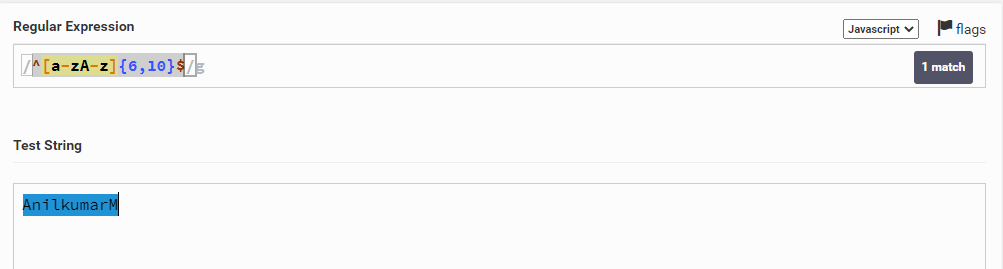 Regular Expression
Javascript flags
/^[a-zA-z]{6,10}$/g
1 match
Test String
AnilkumarM